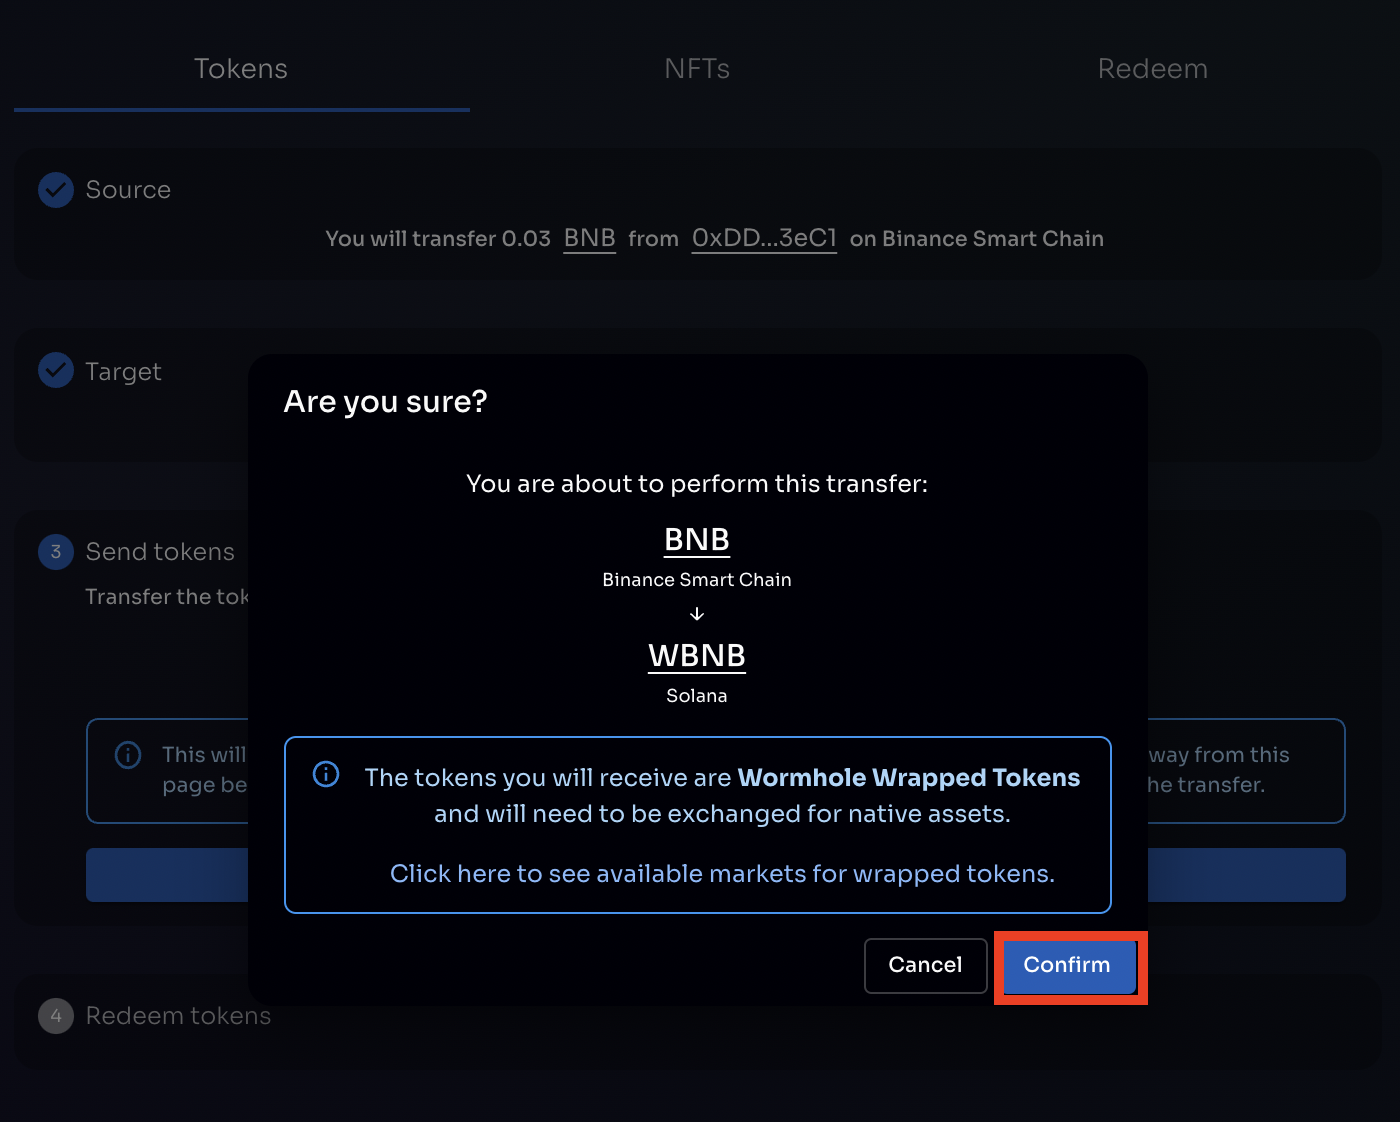 Tokens
NFTs
Redeem
Source
You will transfer 0.03 BNB from 0xDD...3eC1 on Binance Smart Chain
Target
Are you sure?
You are about to perform this transfer:
BNB
Binance Smart Chain
↓
WBNB
Solana
3 Send tokens
Transfer the
This will
page
way from this
he transfer.
The tokens you will receive are Wormhole Wrapped Tokens
and will need to be exchanged for native assets.
Click here to see available markets for wrapped tokens.
Cancel
Confirm
4 Redeem tokens